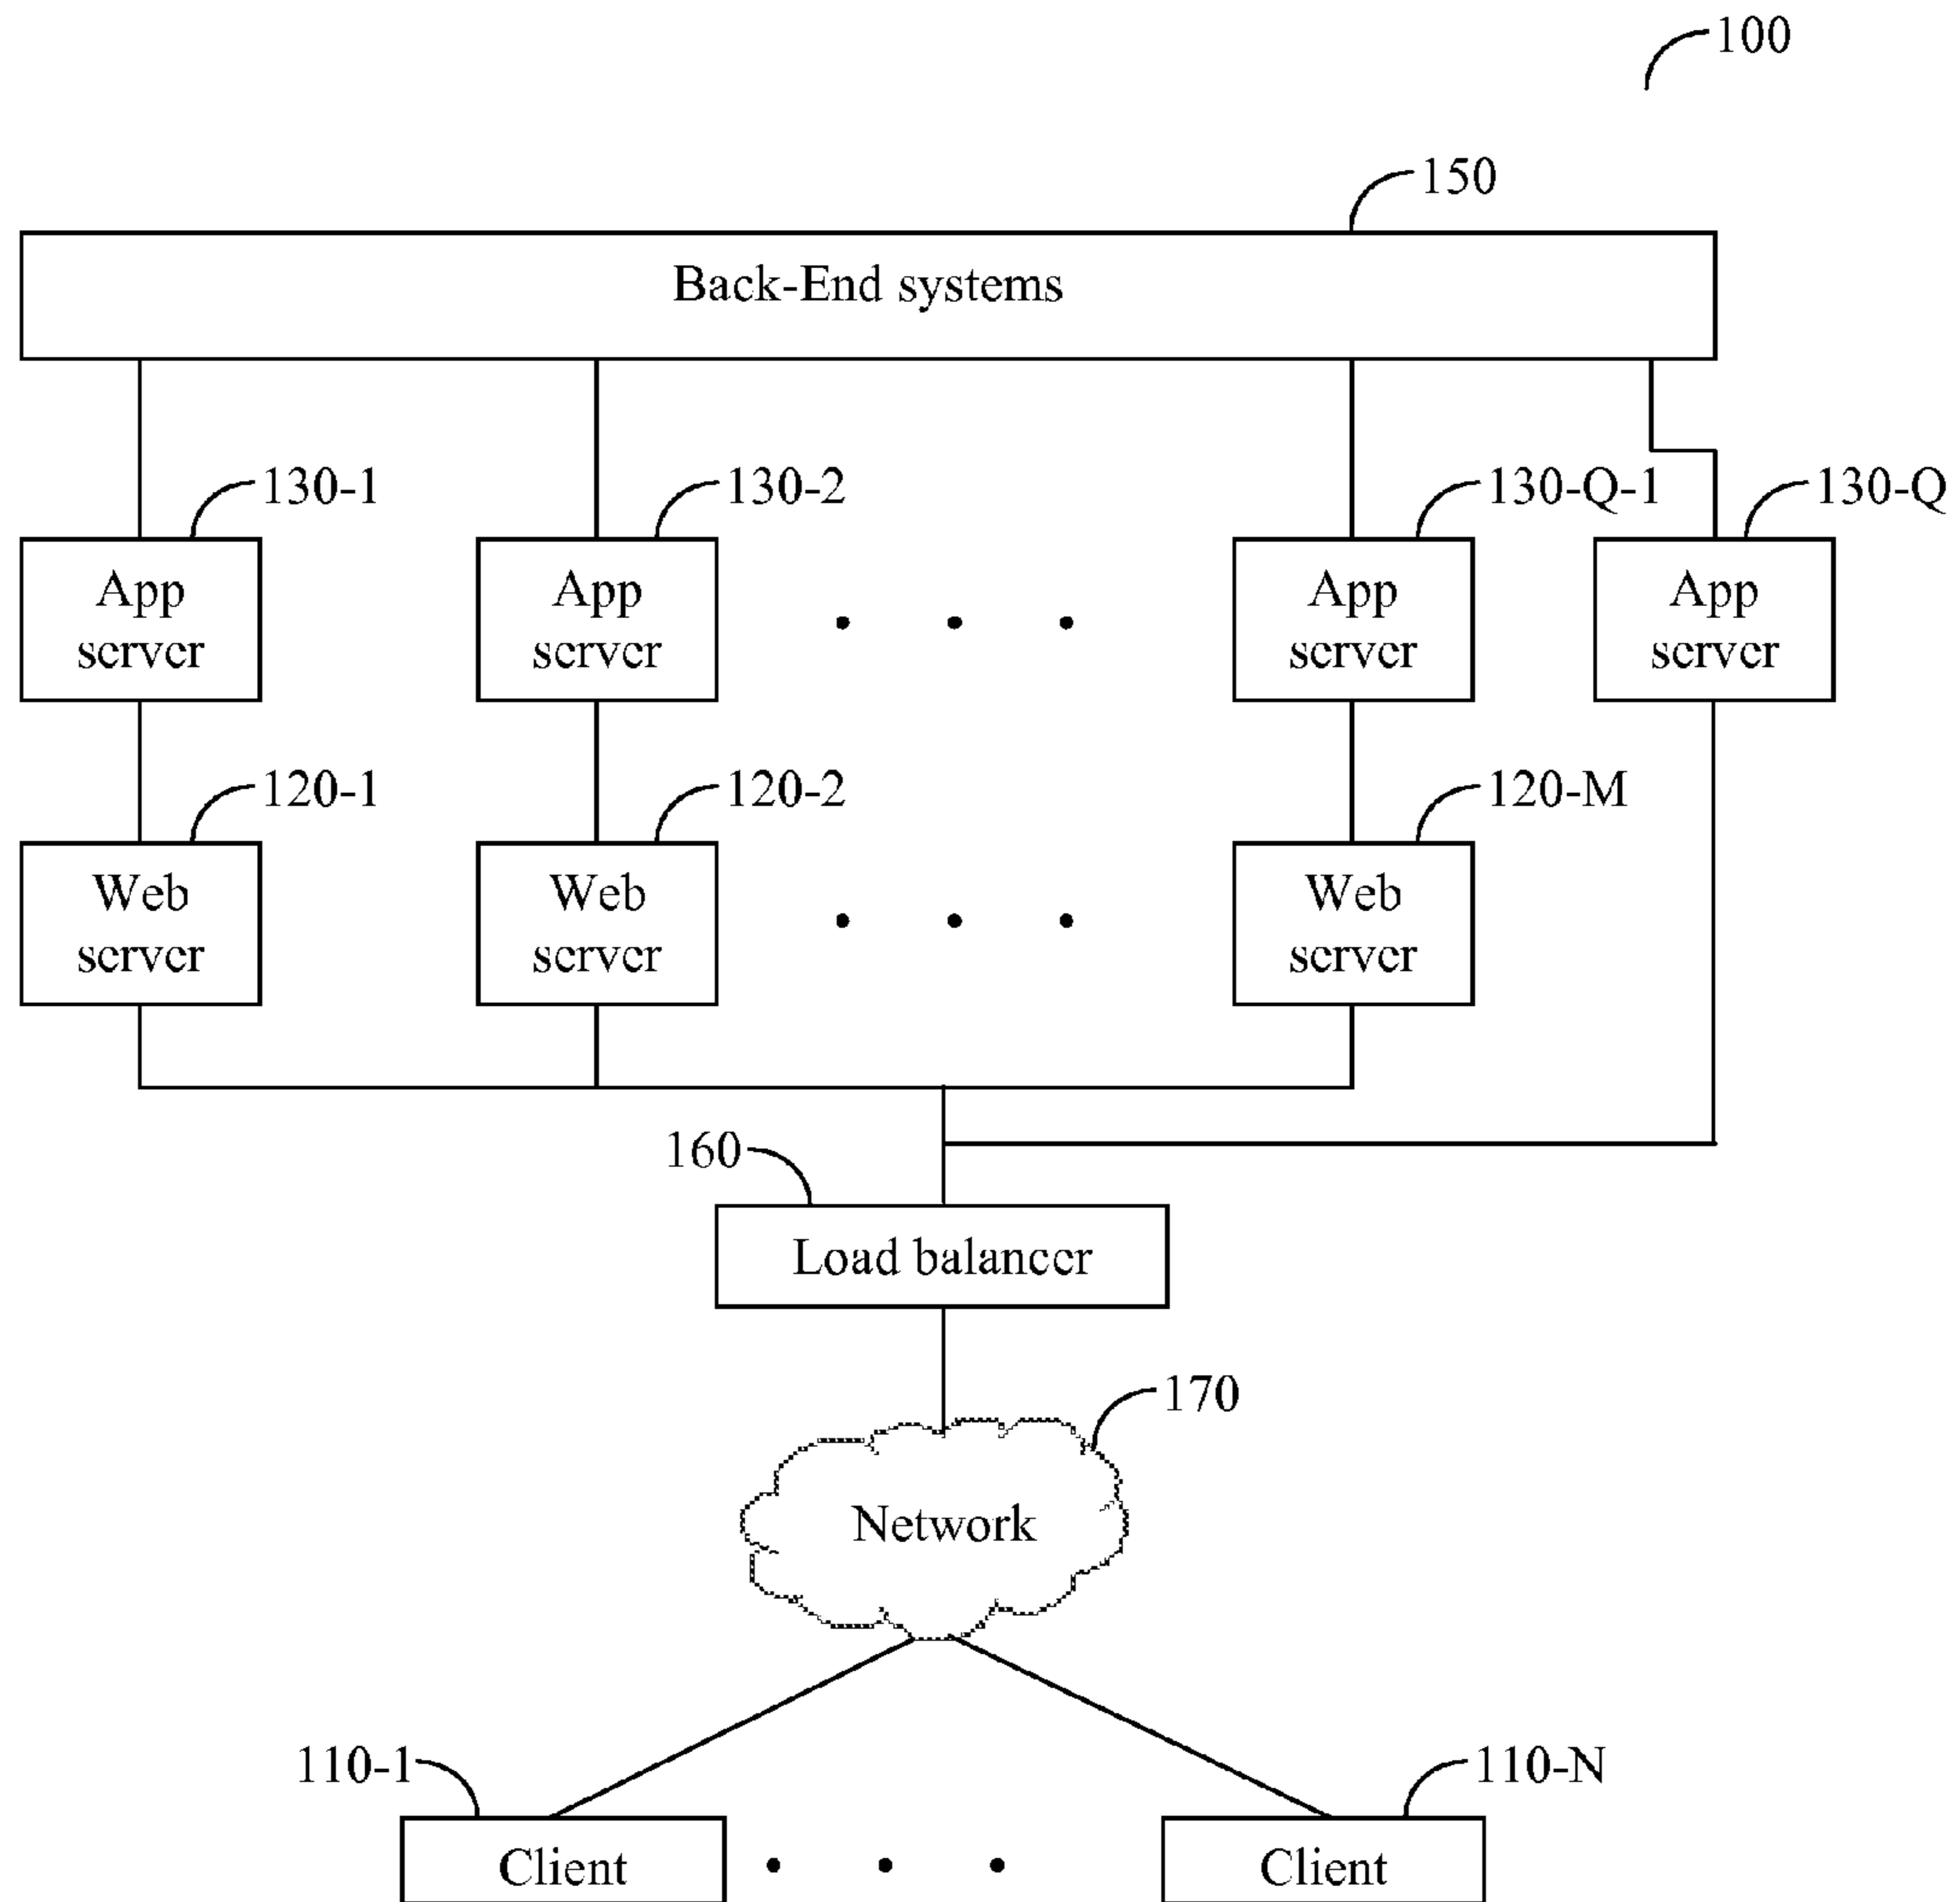 100
150
Back-End systems
130-1
130-2
130-Q-1
130-Q
App
server
App
server
App
server
App
server
120-1
120-2
120-M
Web
server
Web
server
Web
server
160
Load balancer
170
Network
110-1
110-N
Client
Client